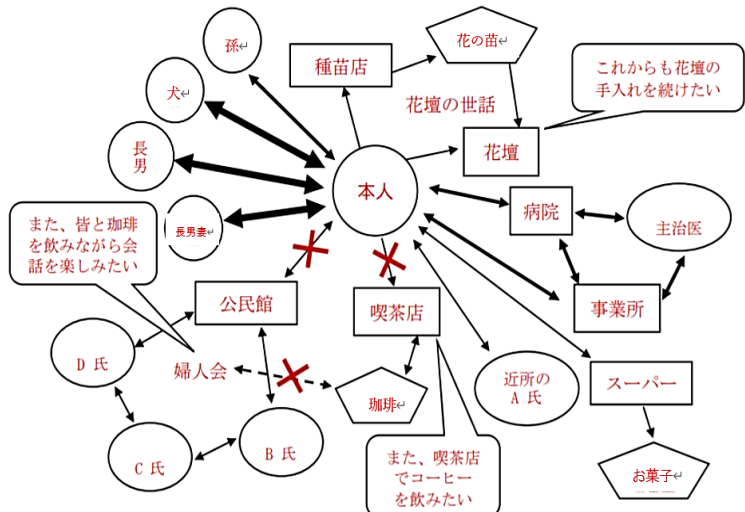 孫
花の苗
種苗店
これからも花壇の
手入れを続けたい
犬
花壇の世話
長
男
花壇
本人
病院
主治医
長男妻
また、皆と珈琲
を飲みながら会
話を楽しみたい
公民館
喫茶店
事業所
D 氏
婦人会
珈琲
近所の
A 氏
スーパー
C 氏
B 氏
また、喫茶店
でコーヒー
を飲みたい
お菓子